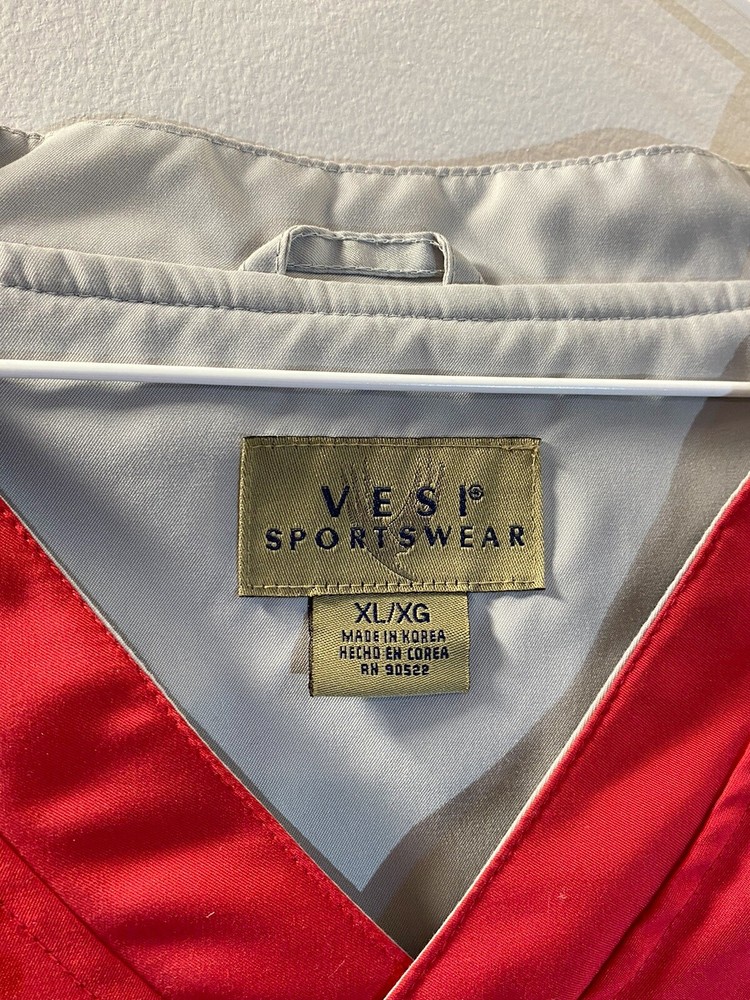 VESI®
SPORTSWEAR
XL/XG
MADE IN KOREA
HECHO EN COREA
RN 90522